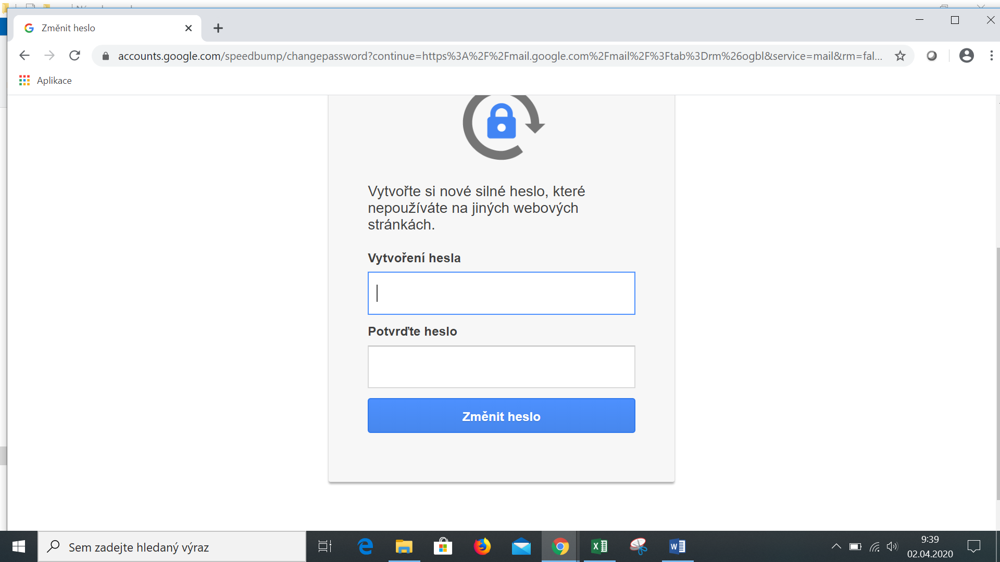 Změnit heslo
accounts.google.com/speedbump/changepassword?continue=https%3A%2F%2Fmail.google.com%2Fmail%2F%3Ftab%3Drm%26ogbl&service=mail&rm=fal...
Aplikace
Vytvořte si nové silné heslo, které
nepoužíváte na jiných webových
stránkách.
Vytvoření hesla
Potvrďte heslo
Změnit heslo
Sem zadejte hledaný výraz
9:39
02.04.2020